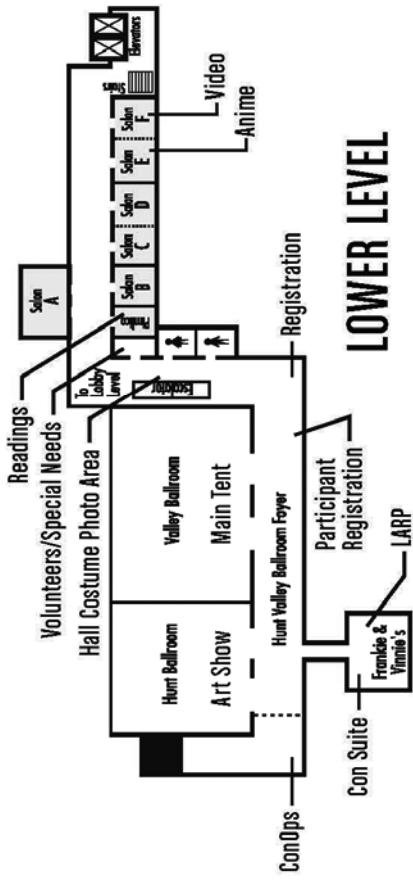 Elevators
Stairs
Salon
F
Video
Salon
E
Anime
Salon
D
Salon
C
Salon
B
Salon
A
Pimlico
Readings
Volunteers/Special Needs
To
Lobby
Level
Escalator
Hall Costume Photo Area
Registration
Valley Ballroom
Main Tent
Hunt Ballroom
Art Show
Hunt Valley Ballroom Foyer
Participant
Registration
LARP
Frankie &
Vinnie's
Con Suite
ConOps
LOWER LEVEL